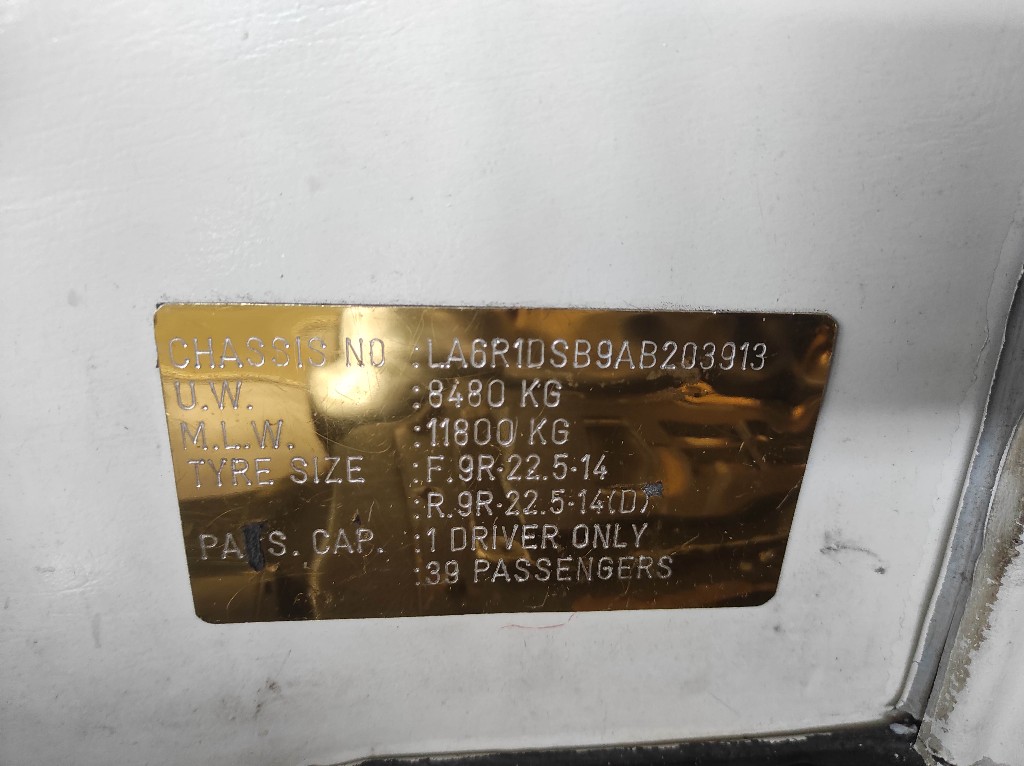 CHASSIS NO :LA6R1DSB9AB203913
U.W. :8480 KG
M.L.W. :11800 KG
TYRE SIZE :F.9R·22.5·14
:R.9R·22.5·14(D)
PASS. CAP. :1 DRIVER ONLY
:39 PASSENGERS